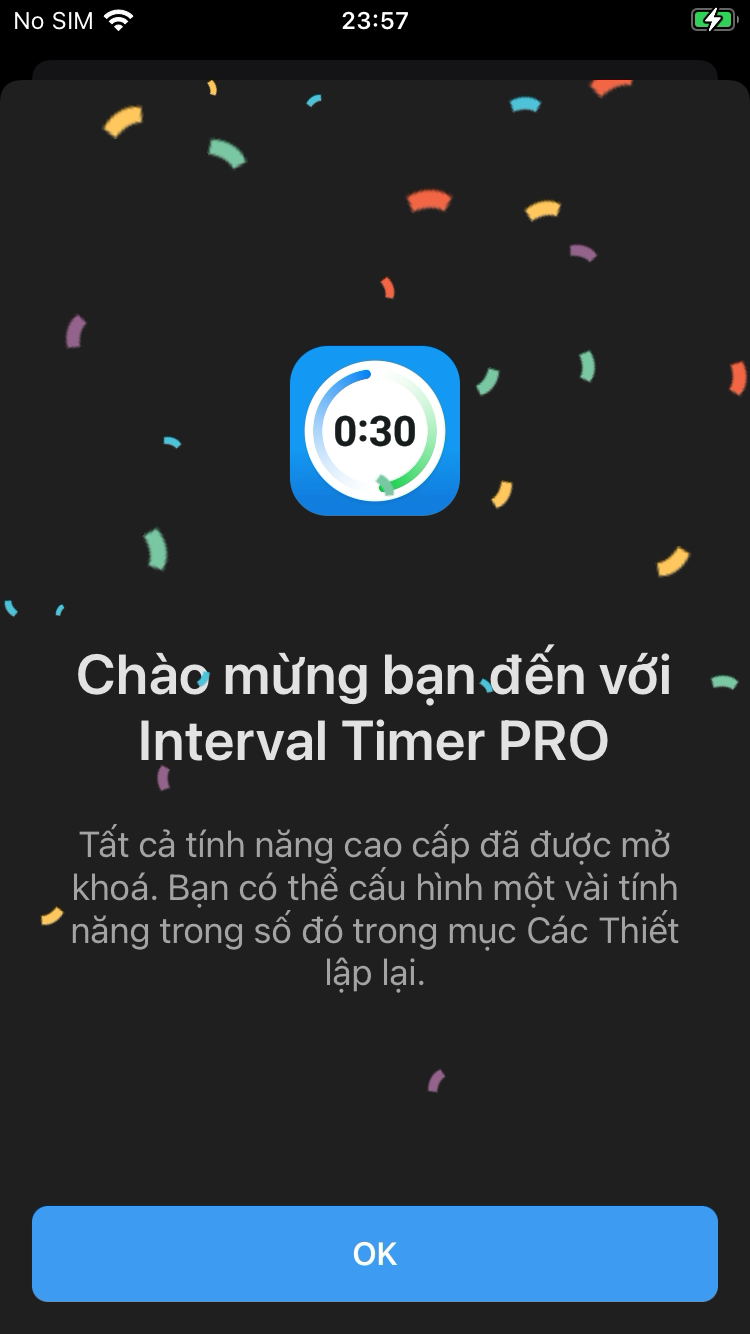 No SIM 23:57
0:30
Chào mừng bạn đến với
Interval Timer PRO
Tất cả tính năng cao cấp đã được mở
khoá. Bạn có thể cấu hình một vài tính
năng trong số đó trong mục Các Thiết
lập lại.
OK